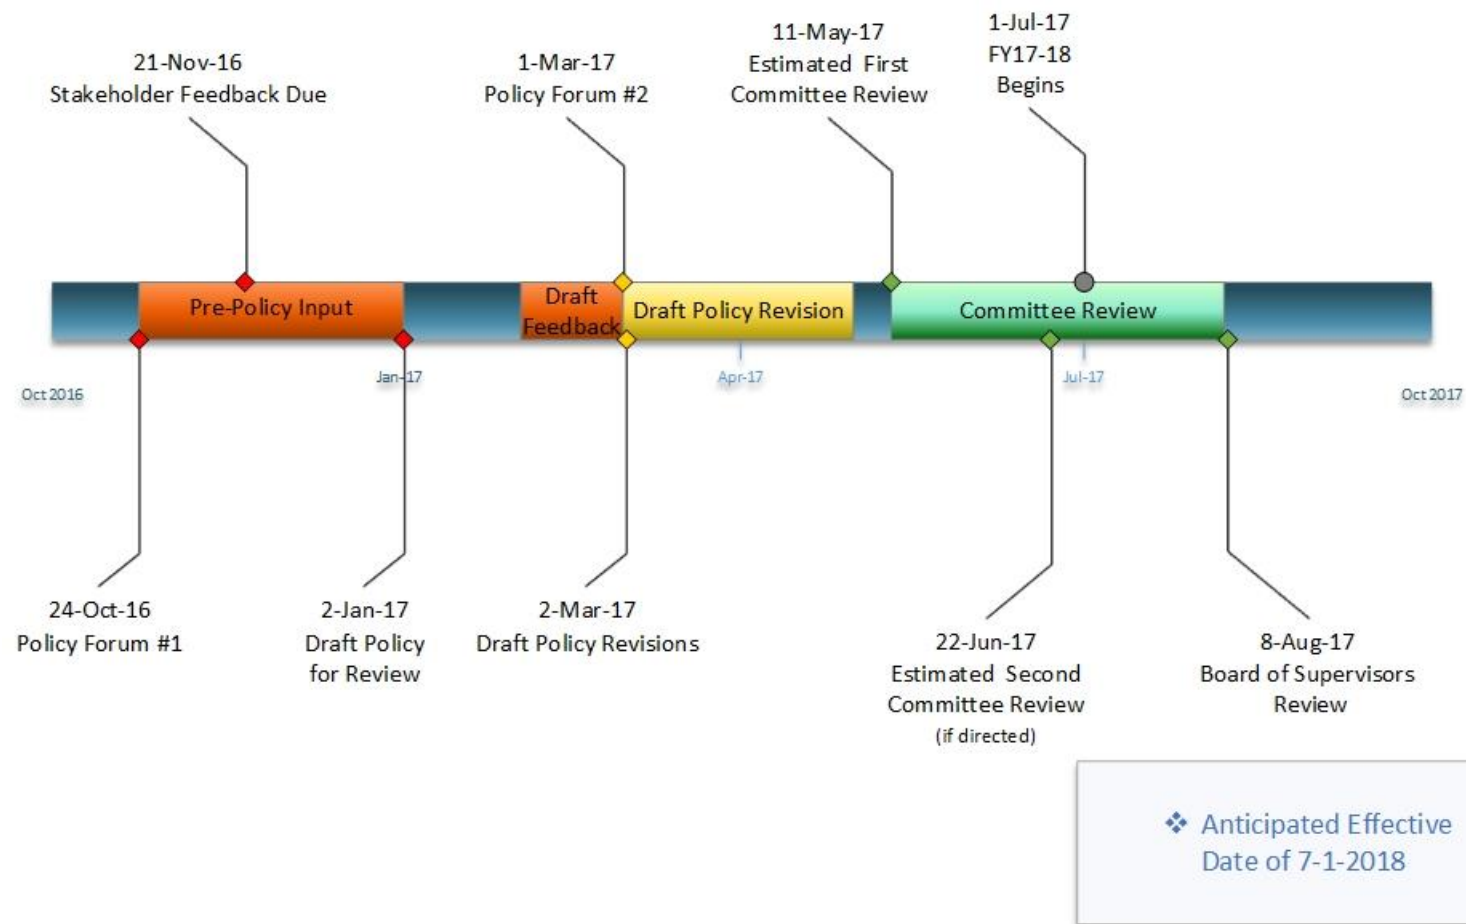 21-Nov-16
Stakeholder Feedback Due
1-Mar-17
Policy Forum #2
11-May-17
Estimated First
Committee Review
1-Jul-17
FY17-18
Begins
Pre-Policy Input
Draft
Feedback
Draft Policy Revision
Committee Review
Oct 2016
Jan-17
Apr-17
Jul-17
Oct 2017
24-Oct-16
Policy Forum #1
2-Jan-17
Draft Policy
for Review
2-Mar-17
Draft Policy Revisions
22-Jun-17
Estimated Second
Committee Review
(if directed)
8-Aug-17
Board of Supervisors
Review
❖ Anticipated Effective
Date of 7-1-2018